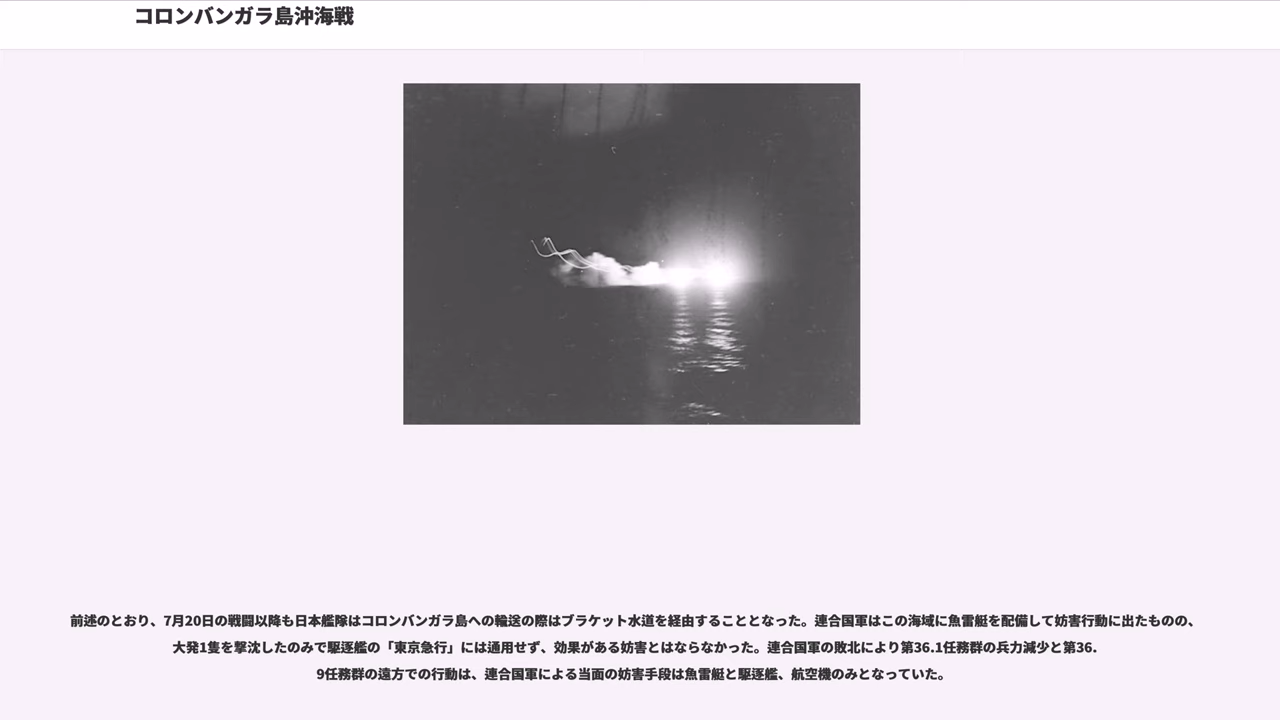 コロンバンガラ島沖海戦
前述のとおり、7月20日の戦闘以降も日本艦隊はコロンバンガラ島への輸送の際はブラケット水道を経由することとなった。連合国軍はこの海域に魚雷艇を配備して妨害行動に出たものの、
大発1隻を撃沈したのみで駆逐艦の「東京急行」には通用せず、効果がある妨害とはならなかった。連合国軍の敗北により第36.1任務群の兵力減少と第36.
9任務群の遠方での行動は、連合国軍による当面の妨害手段は魚雷艇と駆逐艦、航空機のみとなっていた。